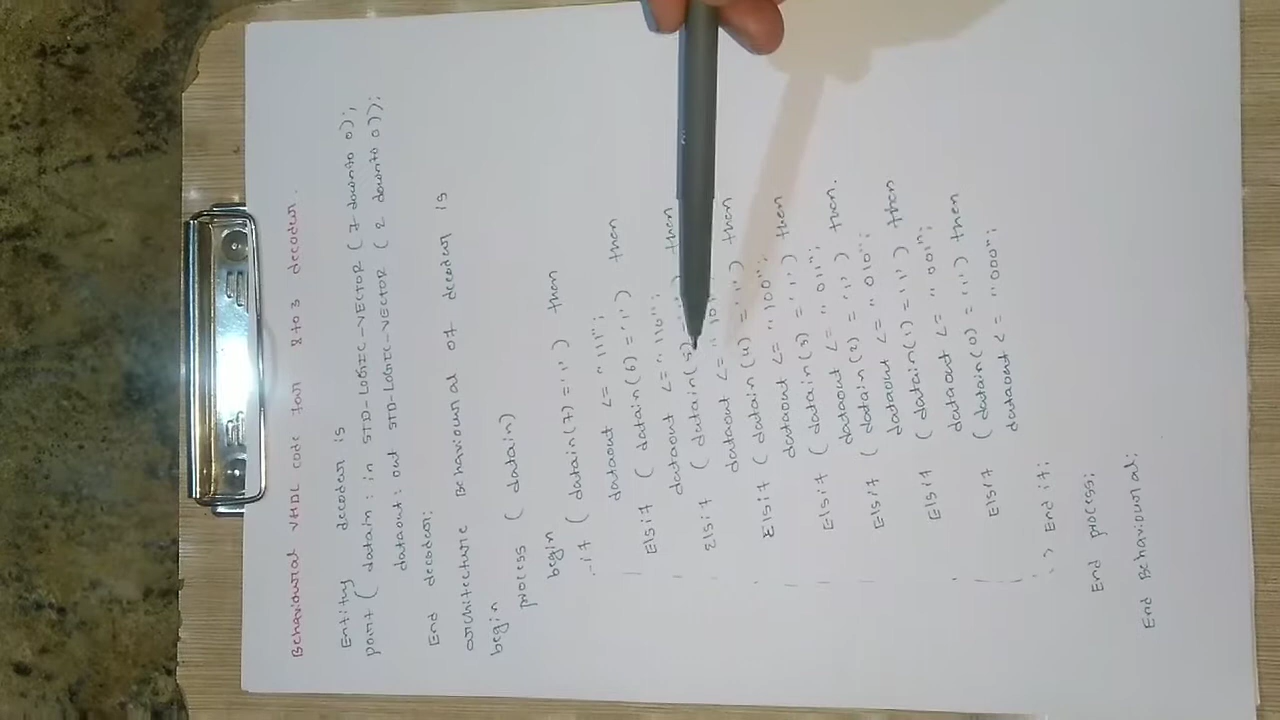 Behavioural VHDL code for 8 to 3 decoder.
Entity decoder is
port ( datain : in STD-LOGIC-VECTOR ( 7 downto 0);
dataout : out STD-LOGIC-VECTOR ( 2 downto 0));
End decoder;
architecture Behavioural of decoder is
begin
process ( datain)
begin
if ( datain(7) = '1' ) then
dataout <= "111";
Elsif ( datain(6) = '1' ) then
dataout <= "110";
Elsif ( datain(5) then
dataout <= "10
Elsif ( datain(4) = '1' ) then
dataout <= "100";
Elsif ( datain(3) = '1' ) then
dataout <= "011";
Elsif ( datain(2) = '1' ) then.
dataout <= "010";
Elsif ( datain(1) = '1' ) then
dataout <= "001";
Elsif ( datain(0) = '1' ) then
dataout < = "000";
End if;
End process;
End Behavioural;